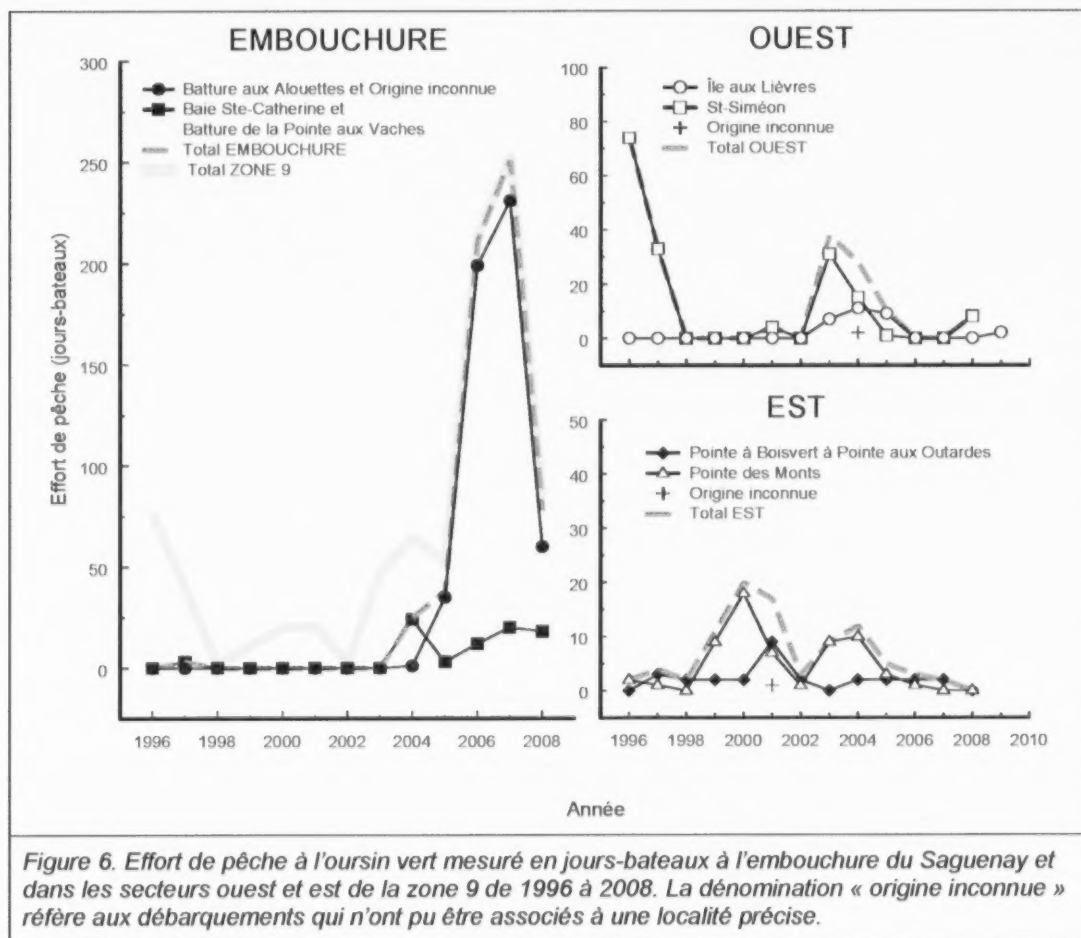 EMBOUCHURE
300
250
200
150
100
50
0
Effort de pêche (jours-bateaux)
Batture aux Alouettes et Origine inconnue
Baie Ste-Catherine et
Batture de la Pointe aux Vaches
Total EMBOUCHURE
Total ZONE 9
1996 1998 2000 2002 2004 2006 2008
OUEST
100
80
60
40
20
0
Île aux Lièvres
St-Siméon
Origine inconnue
Total OUEST
EST
50
40
30
20
10
0
Pointe à Boisvert à Pointe aux Outardes
Pointe des Monts
Origine inconnue
Total EST
1996 1998 2000 2002 2004 2006 2008 2010
Année
Figure 6. Effort de pêche à l'oursin vert mesuré en jours-bateaux à l'embouchure du Saguenay et
dans les secteurs ouest et est de la zone 9 de 1996 à 2008. La dénomination « origine inconnue »
réfère aux débarquements qui n'ont pu être associés à une localité précise.